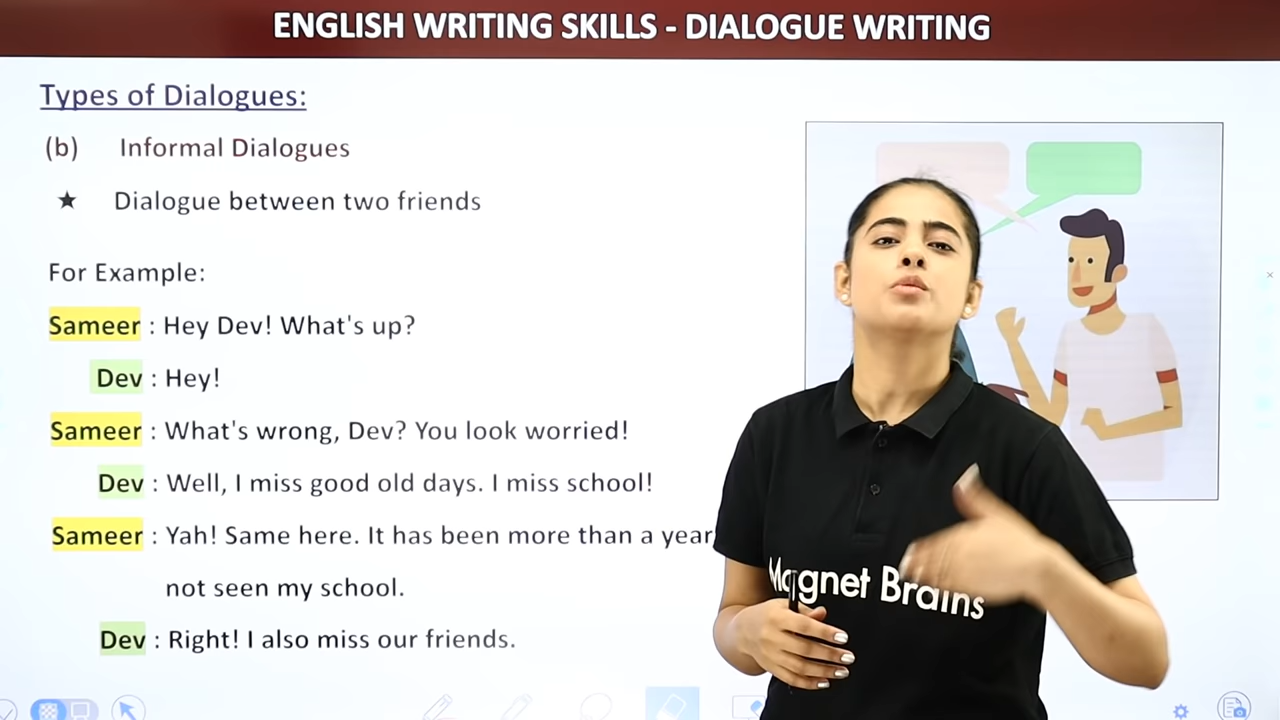 ENGLISH WRITING SKILLS - DIALOGUE WRITING
Types of Dialogues:
(b) Informal Dialogues
★ Dialogue between two friends
For Example:
Sameer : Hey Dev! What's up?
Dev : Hey!
Sameer : What's wrong, Dev? You look worried!
Dev : Well, I miss good old days. I miss school!
Sameer : Yah! Same here. It has been more than a year
not seen my school.
Dev : Right! I also miss our friends.
Magnet Brains